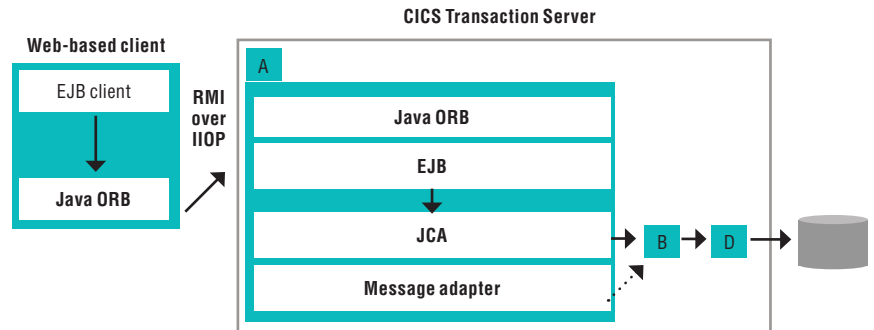 CICS Transaction Server
Web-based client
A
EJB client
RMI
over
IIOP
Java ORB
EJB
Java ORB
JCA
B
D
Message adapter